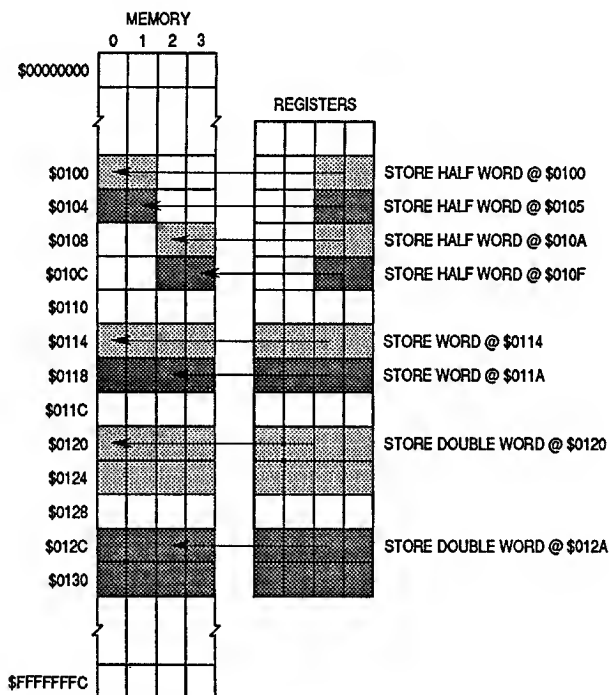 MEMORY
0 1 2 3
$00000000
REGISTERS
$0100 STORE HALF WORD @ $0100
$0104 STORE HALF WORD @ $0105
$0108 STORE HALF WORD @ $010A
$010C STORE HALF WORD @ $010F
$0110
$0114 STORE WORD @ $0114
$0118 STORE WORD @ $011A
$011C
$0120 STORE DOUBLE WORD @ $0120
$0124
$0128
$012C STORE DOUBLE WORD @ $012A
$0130
$FFFFFFFC